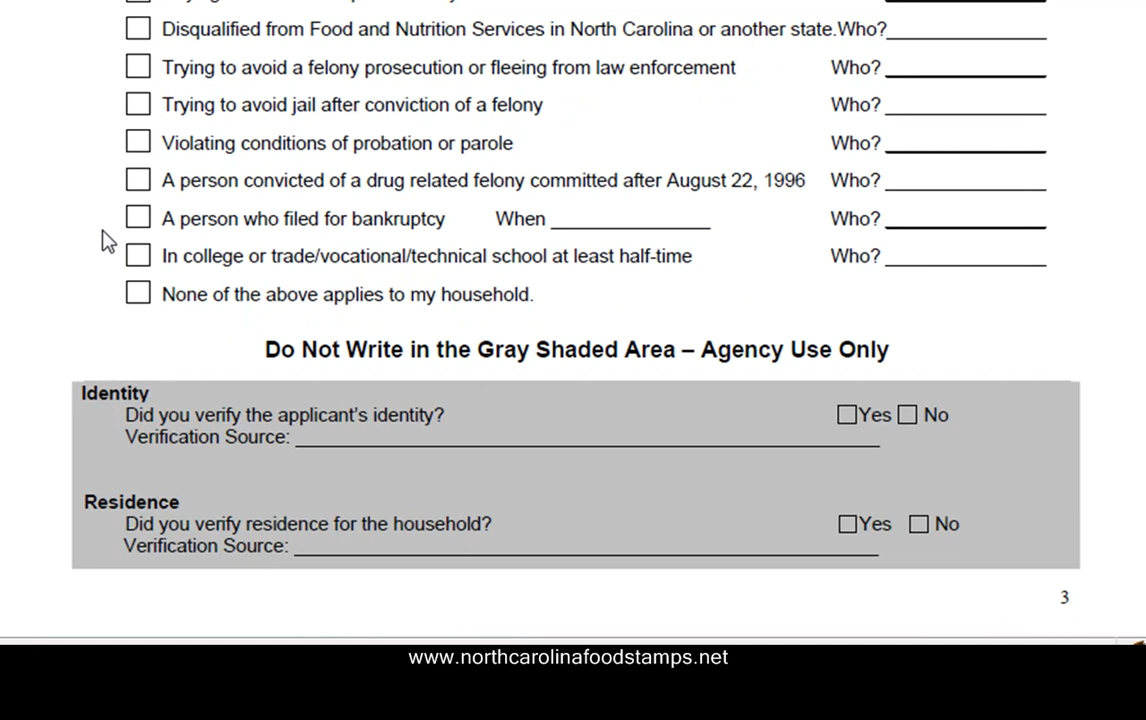 Disqualified from Food and Nutrition Services in North Carolina or another state.Who?
Trying to avoid a felony prosecution or fleeing from law enforcement Who?
Trying to avoid jail after conviction of a felony Who?
Violating conditions of probation or parole Who?
A person convicted of a drug related felony committed after August 22, 1996 Who?
A person who filed for bankruptcy When Who?
In college or trade/vocational/technical school at least half-time Who?
None of the above applies to my household.
Do Not Write in the Gray Shaded Area – Agency Use Only
Identity
Did you verify the applicant's identity? Yes No
Verification Source:
Residence
Did you verify residence for the household? Yes No
Verification Source:
3
www.northcarolinafoodstamps.net